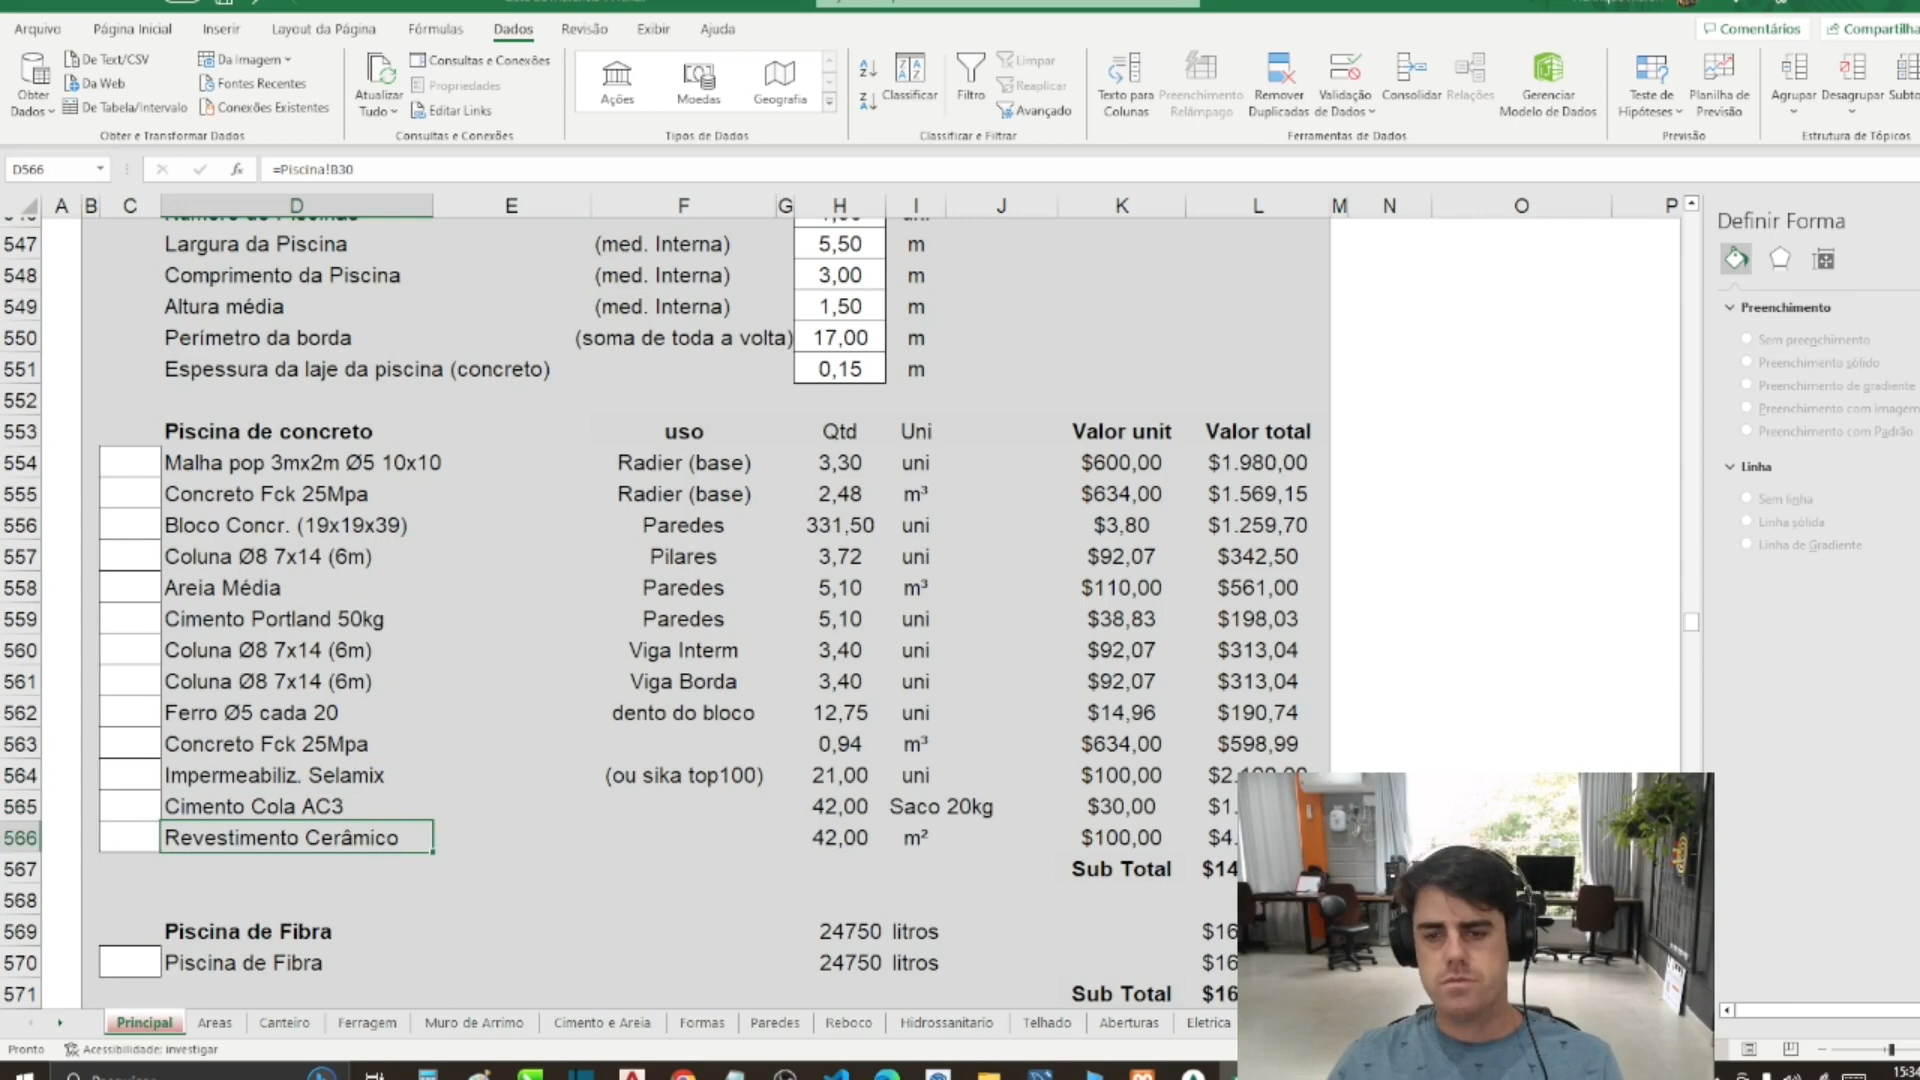 Arquivo Página Inicial Inserir Layout da Página Fórmulas Dados Revisão Exibir Ajuda Comentários
De Text/CSV Da Imagem Consultas e Conexões Limpar
Da Web Fontes Recentes Propriedades Reaplicar
De Tabela/Intervalo Conexões Existentes Editar Links Avançado
Obter Dados Atualizar Tudo Ações Moedas Geografia Classificar Filtro Texto para Colunas Preenchimento Relâmpago Remover Duplicadas Validação de Dados Consolidar Relações Gerenciar Modelo de Dados Teste de Hipóteses Planilha de Previsão Agrupar Desagrupar
Obter e Transformar Dados Consultas e Conexões Tipos de Dados Classificar e Filtrar Ferramentas de Dados Previsão Estrutura de Tópicos
D566 fx =Piscina!B30
A B C D E F G H I J K L M N O P
547 Largura da Piscina (med. Interna) 5,50 m
548 Comprimento da Piscina (med. Interna) 3,00 m
549 Altura média (med. Interna) 1,50 m
550 Perímetro da borda (soma de toda a volta) 17,00 m
551 Espessura da laje da piscina (concreto) 0,15 m
552
553 Piscina de concreto uso Qtd Uni Valor unit Valor total
554 Malha pop 3mx2m Ø5 10x10 Radier (base) 3,30 uni $600,00 $1.980,00
555 Concreto Fck 25Mpa Radier (base) 2,48 m³ $634,00 $1.569,15
556 Bloco Concr. (19x19x39) Paredes 331,50 uni $3,80 $1.259,70
557 Coluna Ø8 7x14 (6m) Pilares 3,72 uni $92,07 $342,50
558 Areia Média Paredes 5,10 m³ $110,00 $561,00
559 Cimento Portland 50kg Paredes 5,10 uni $38,83 $198,03
560 Coluna Ø8 7x14 (6m) Viga Interm 3,40 uni $92,07 $313,04
561 Coluna Ø8 7x14 (6m) Viga Borda 3,40 uni $92,07 $313,04
562 Ferro Ø5 cada 20 dento do bloco 12,75 uni $14,96 $190,74
563 Concreto Fck 25Mpa 0,94 m³ $634,00 $598,99
564 Impermeabiliz. Selamix (ou sika top100) 21,00 uni $100,00
565 Cimento Cola AC3 42,00 Saco 20kg $30,00 $1.
566 Revestimento Cerâmico 42,00 m² $100,00 $4.
567 Sub Total $14
568
569 Piscina de Fibra 24750 litros $16
570 Piscina de Fibra 24750 litros $16
571 Sub Total $16
Definir Forma
Preenchimento
Sem preenchimento
Preenchimento sólido
Preenchimento de gradiente
Preenchimento com imagem
Preenchimento com Padrão
Linha
Sem linha
Linha sólida
Linha de Gradiente
Principal Areas Canteiro Ferragem Muro de Arrimo Cimento e Areia Formas Paredes Reboco Hidrossanitario Telhado Aberturas Eletrica
Pronto Acessibilidade: investigar
15:34